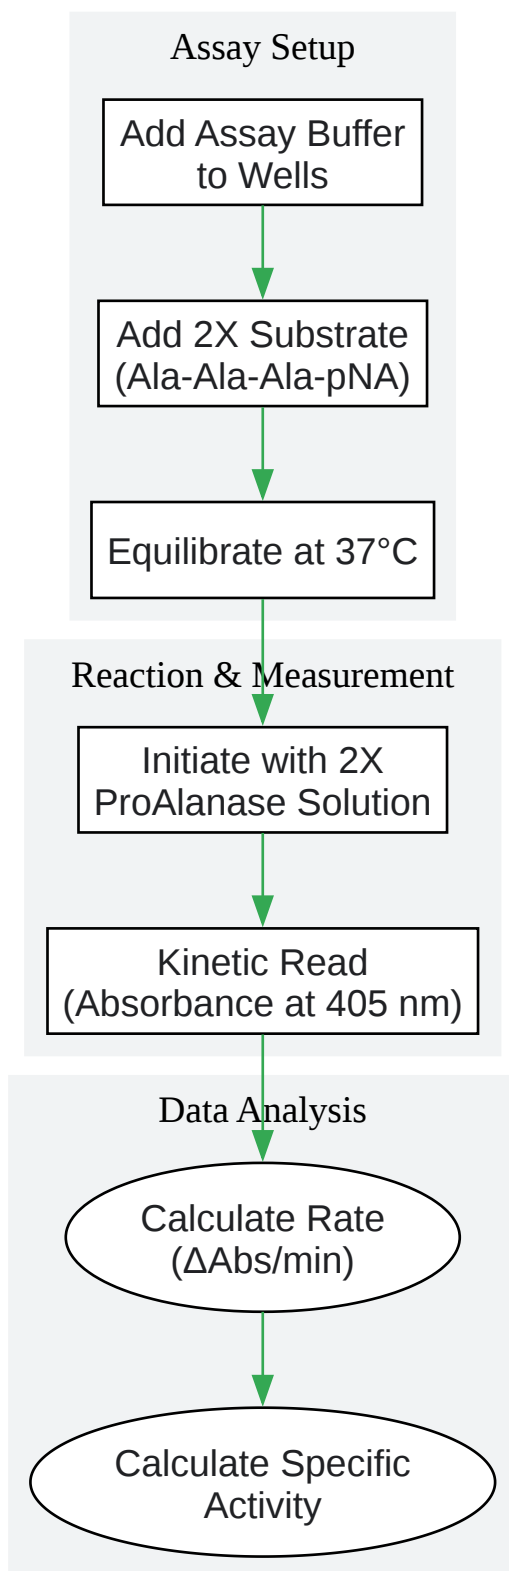 Assay Setup
Add Assay Buffer
to Wells
Add 2X Substrate
(Ala-Ala-Ala-pNA)
Equilibrate at 37°C
Reaction & Measurement
Initiate with 2X
ProAlanase Solution
Kinetic Read
(Absorbance at 405 nm)
Data Analysis
Calculate Rate
(ΔAbs/min)
Calculate Specific
Activity